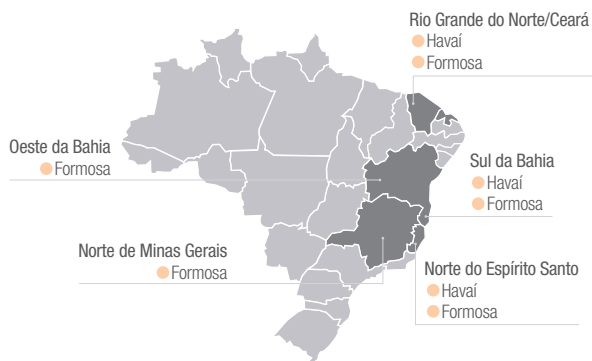 Rio Grande do Norte/Ceará
Havaí
Formosa
Oeste da Bahia
Formosa
Sul da Bahia
Havaí
Formosa
Norte de Minas Gerais
Formosa
Norte do Espírito Santo
Havaí
Formosa